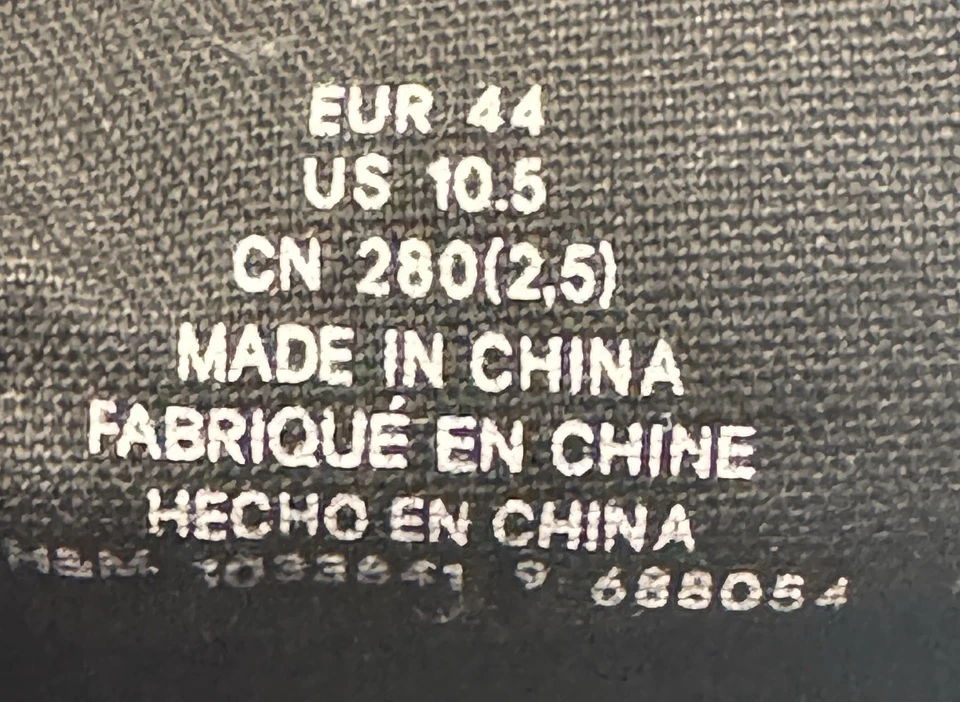 EUR 44
US 10.5
CN 280(2,5)
MADE IN CHINA
FABRIQUÉ EN CHINE
HECHO EN CHINA
H&M 9 688054